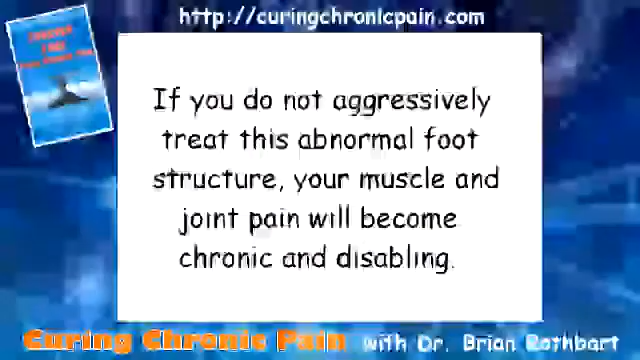 http://curingchronicpain.com
If you do not aggressively
treat this abnormal foot
structure, your muscle and
joint pain will become
chronic and disabling.
Curing Chronic Pain with Dr. Brian Rothbart